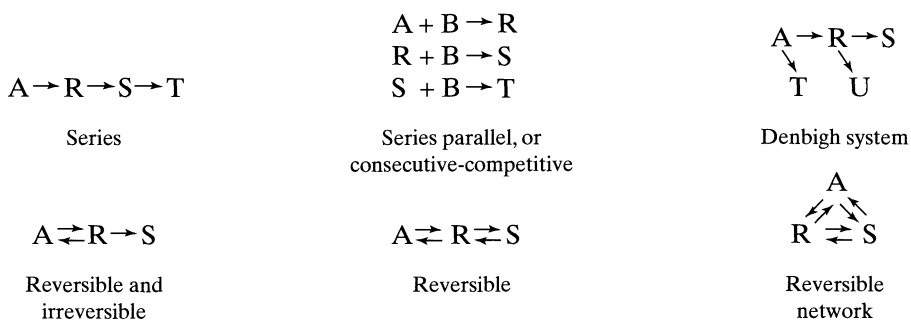 A→R→S→T
Series
A + B → R
R + B → S
S + B → T
Series parallel, or
consecutive-competitive
A→R→S
↘ ↘
T U
Denbigh system
A⇄R→S
Reversible and
irreversible
A⇄R⇄S
Reversible
A
R ⇄ S
Reversible
network